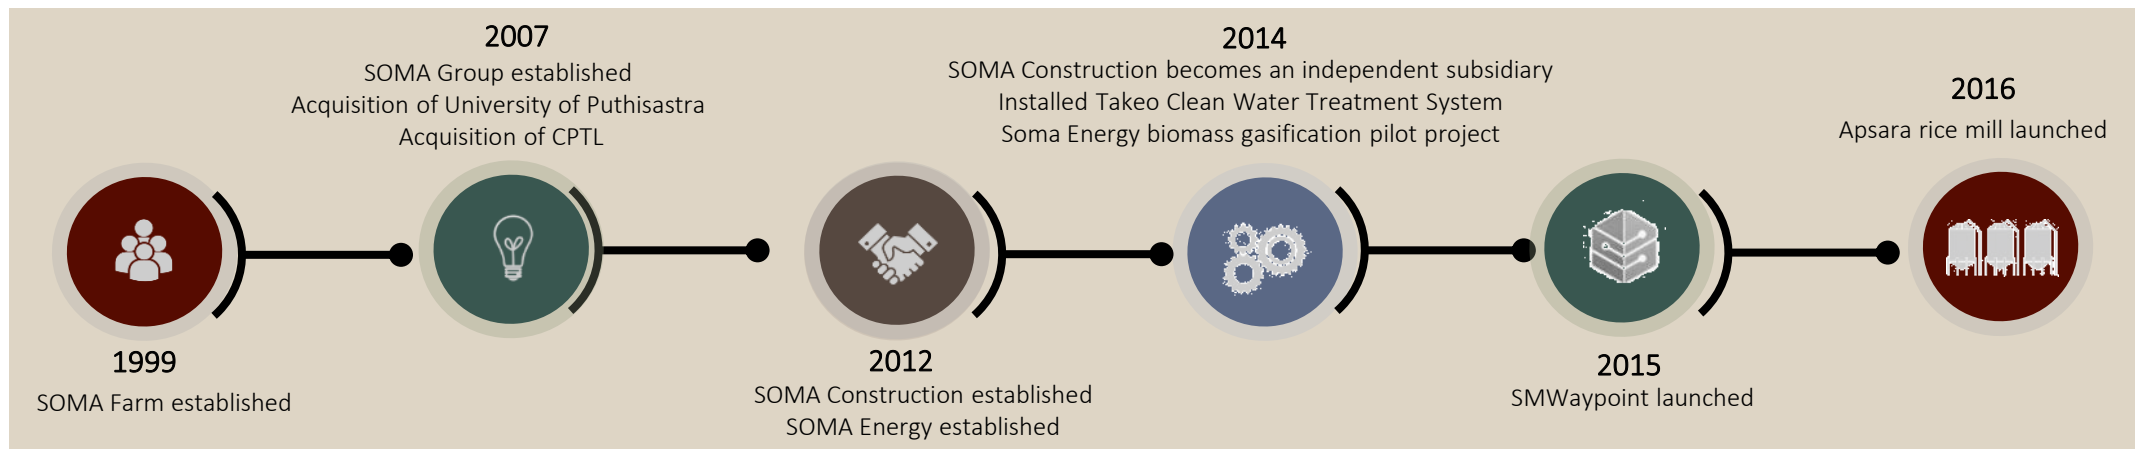 1999
SOMA Farm established
2007
SOMA Group established
Acquisition of University of Puthisastra
Acquisition of CPTL
2012
SOMA Construction established
SOMA Energy established
2014
SOMA Construction becomes an independent subsidiary
Installed Takeo Clean Water Treatment System
Soma Energy biomass gasification pilot project
2015
SMWaypoint launched
2016
Apsara rice mill launched